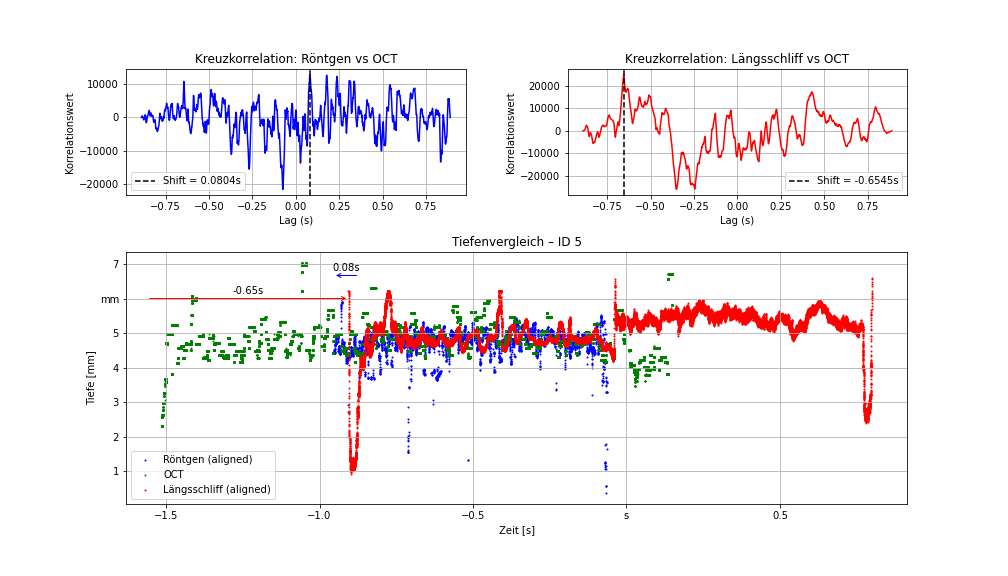 Kreuzkorrelation: Röntgen vs OCT
Korrelationswert
10000
0
−10000
−20000
Shift = 0.0804s
−0.75 −0.50 −0.25 0.00 0.25 0.50 0.75
Lag (s)
Kreuzkorrelation: Längsschliff vs OCT
Korrelationswert
20000
10000
0
−10000
−20000
Shift = -0.6545s
−0.75 −0.50 −0.25 0.00 0.25 0.50 0.75
Lag (s)
Tiefenvergleich – ID 5
Tiefe [mm]
7
mm
5
4
3
2
1
0.08s
-0.65s
Röntgen (aligned)
OCT
Längsschliff (aligned)
−1.5 −1.0 −0.5 s 0.5
Zeit [s]